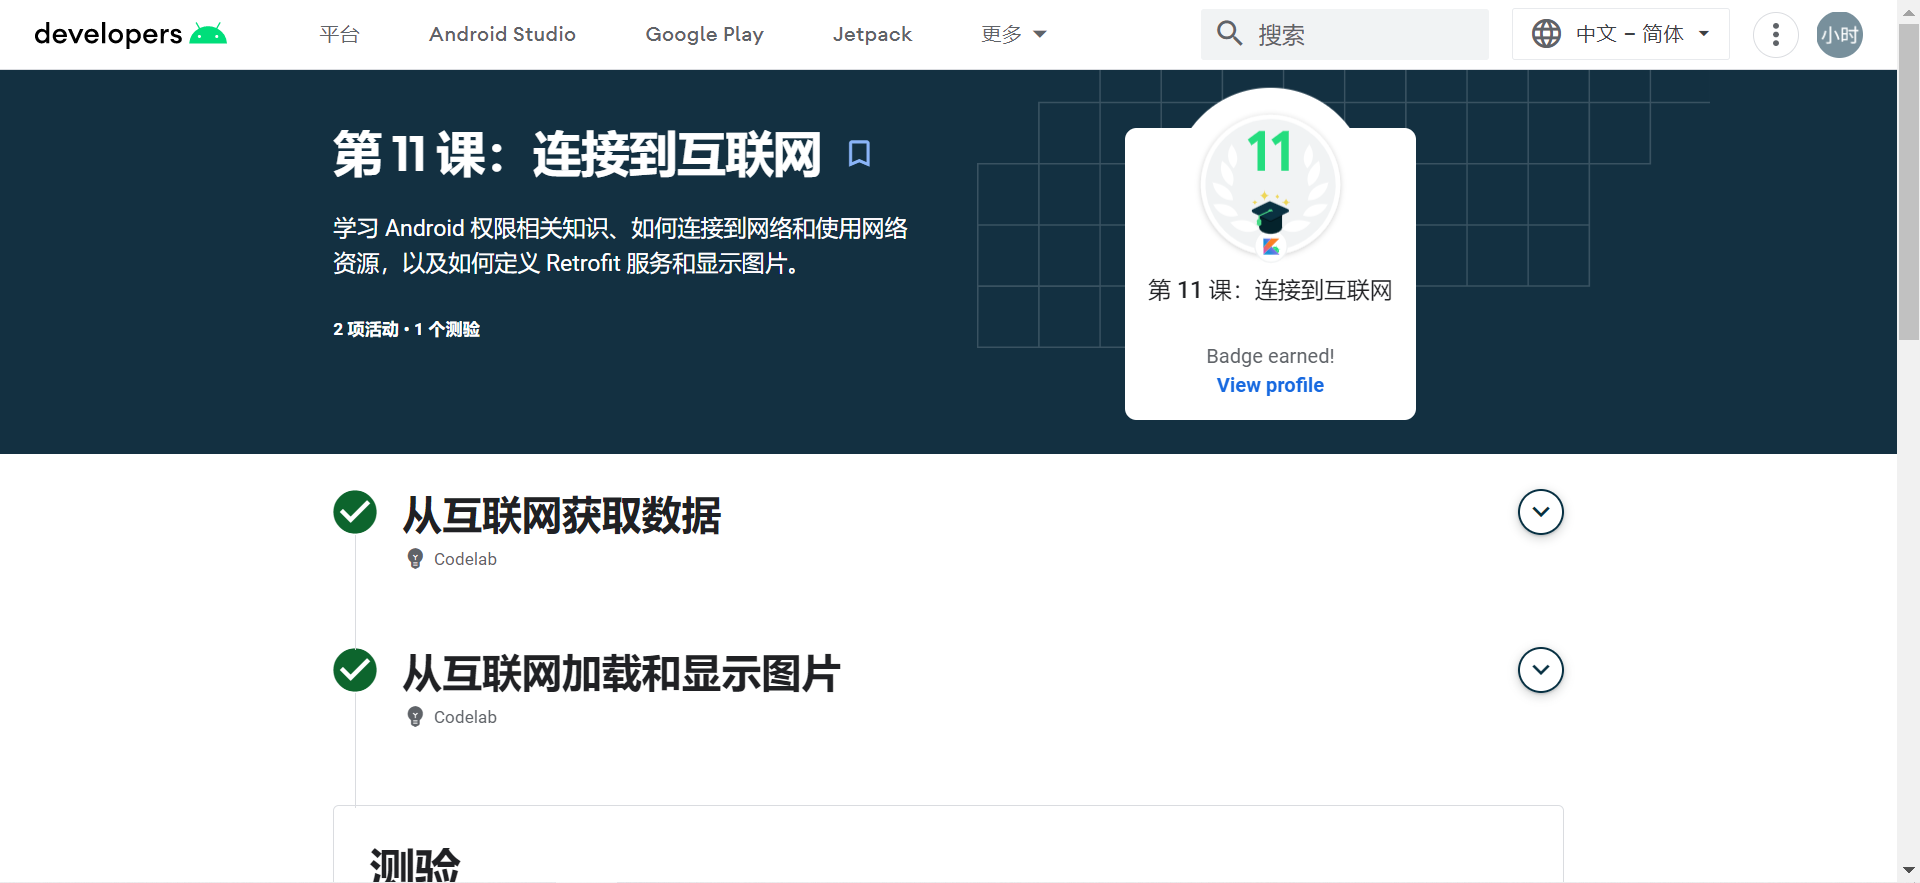 developers
平台
Android Studio
Google Play
Jetpack
更多
搜索
中文 – 简体
小时
第 11 课：连接到互联网
学习 Android 权限相关知识、如何连接到网络和使用网络
资源，以及如何定义 Retrofit 服务和显示图片。
2 项活动 • 1 个测验
11
第 11 课：连接到互联网
Badge earned!
View profile
从互联网获取数据
Codelab
从互联网加载和显示图片
Codelab
测验